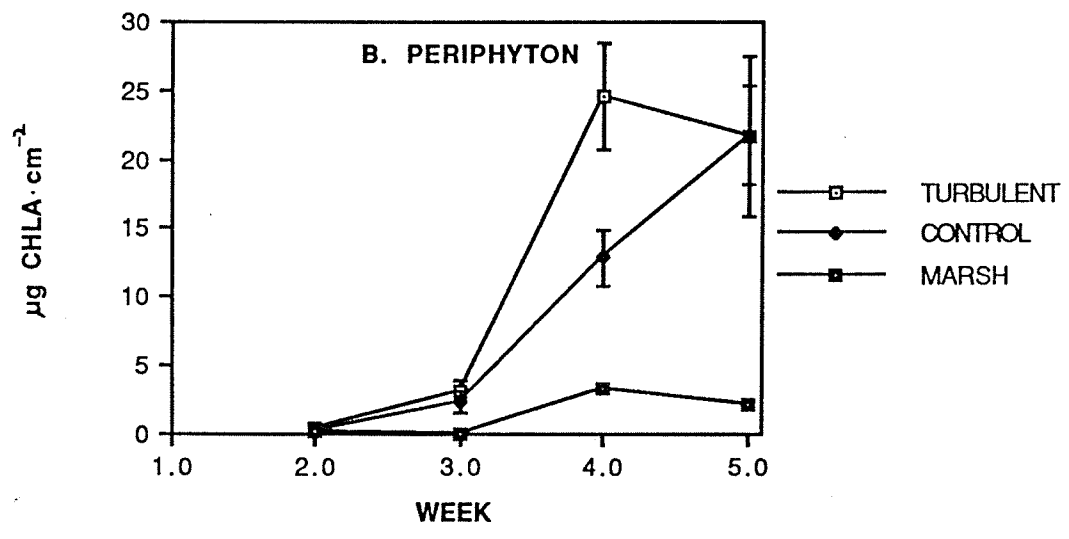 B. PERIPHYTON
30
25
20
15
10
5
0
µg CHLA·cm⁻²
1.0 2.0 3.0 4.0 5.0
WEEK
TURBULENT
CONTROL
MARSH